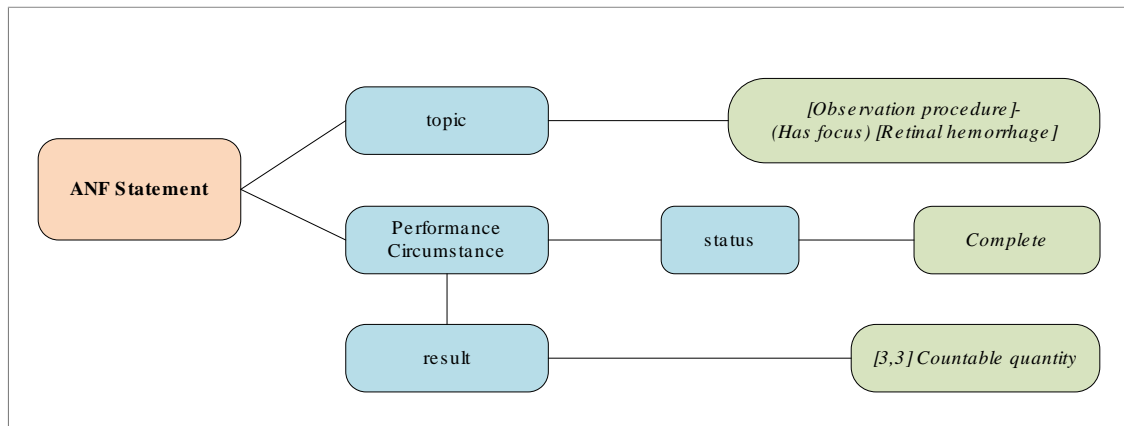 topic
[Observation procedure]-
(Has focus) [Retinal hemorrhage]
ANF Statement
Performance
Circumstance
status
Complete
result
[3,3] Countable quantity